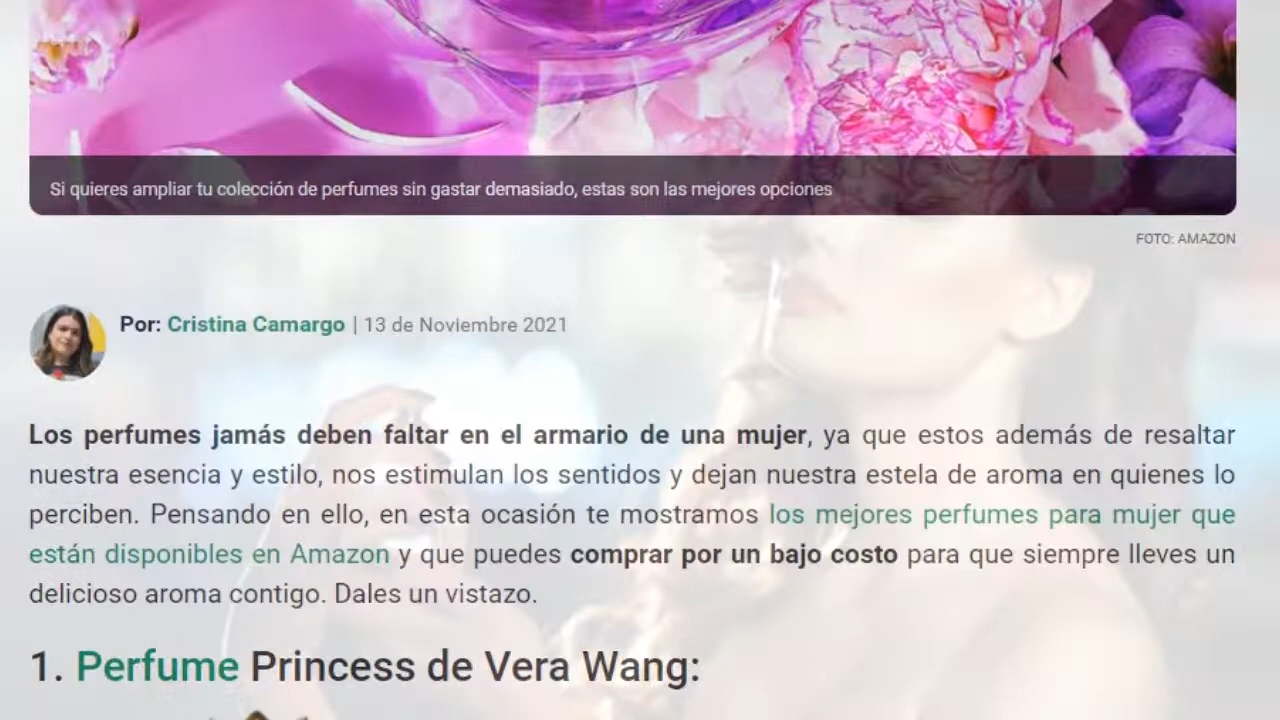 Si quieres ampliar tu colección de perfumes sin gastar demasiado, estas son las mejores opciones
FOTO: AMAZON
Por: Cristina Camargo | 13 de Noviembre 2021
Los perfumes jamás deben faltar en el armario de una mujer, ya que estos además de resaltar
nuestra esencia y estilo, nos estimulan los sentidos y dejan nuestra estela de aroma en quienes lo
perciben. Pensando en ello, en esta ocasión te mostramos los mejores perfumes para mujer que
están disponibles en Amazon y que puedes comprar por un bajo costo para que siempre lleves un
delicioso aroma contigo. Dales un vistazo.
1. Perfume Princess de Vera Wang: